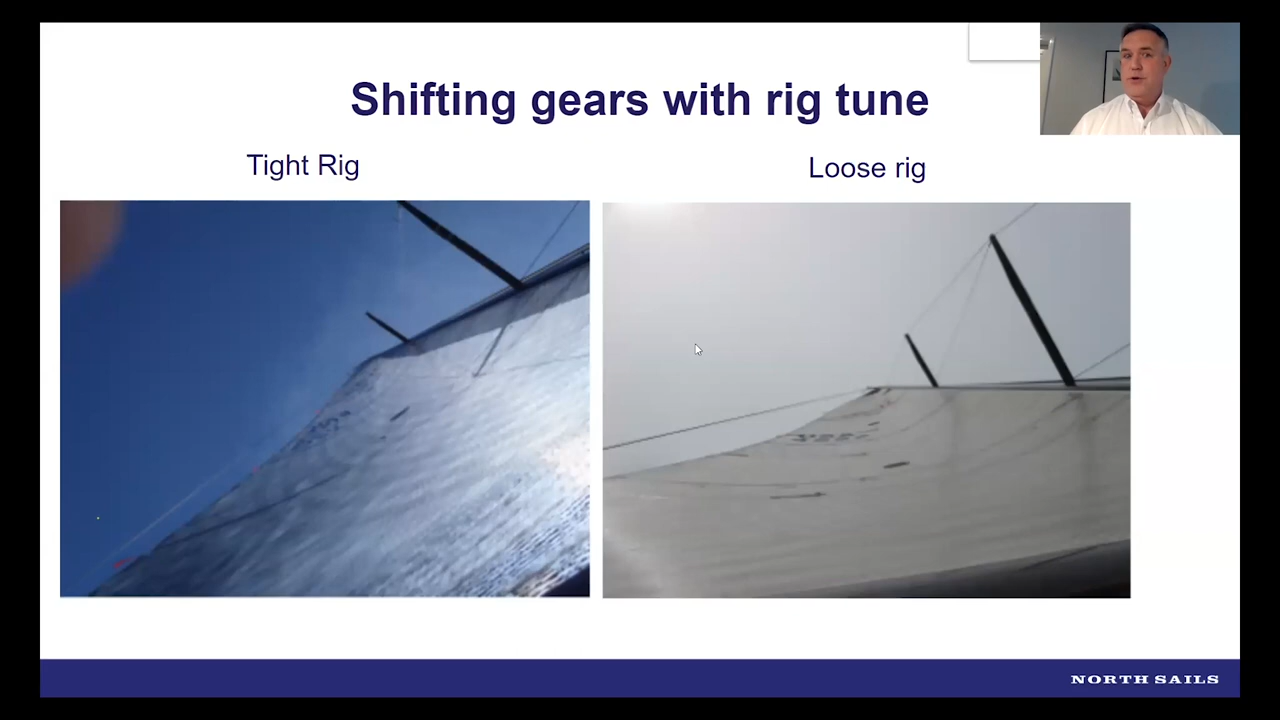 Shifting gears with rig tune
Tight Rig
Loose rig
NORTH SAILS